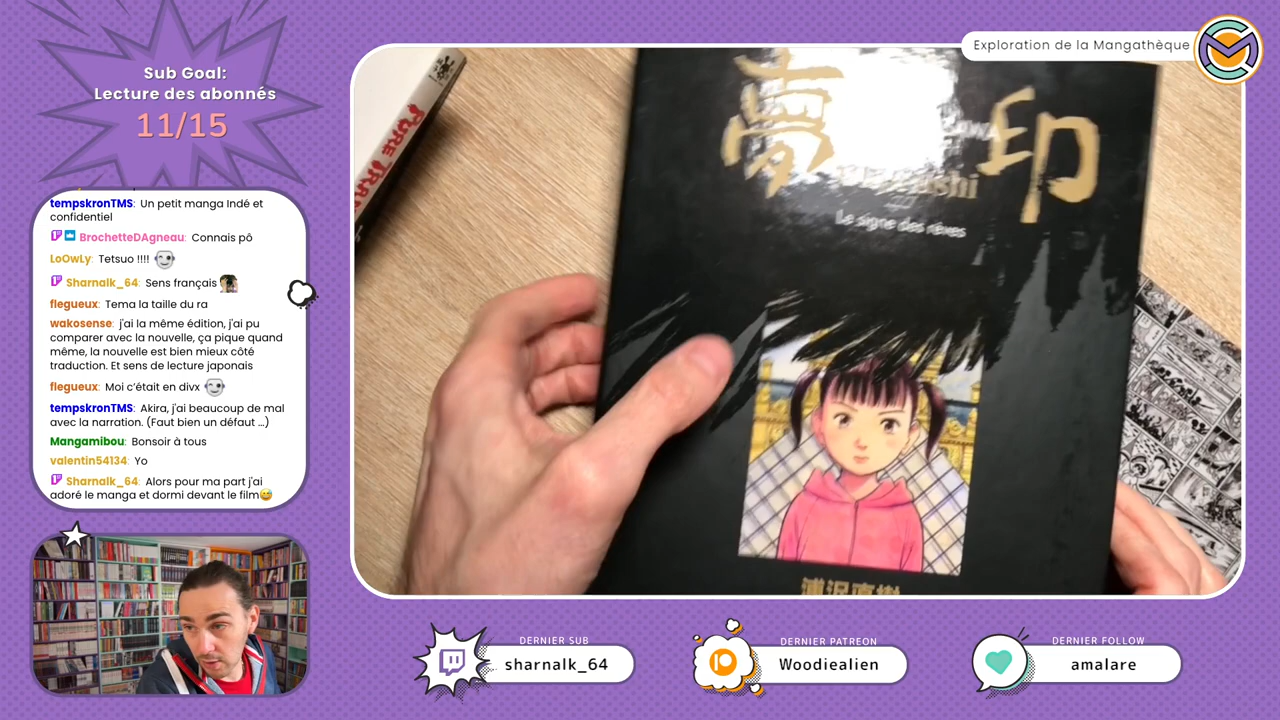 Sub Goal:
Lecture des abonnés
11/15
tempskronTMS: Un petit manga Indé et
confidentiel
BrochetteDAgneau: Connais pô
LoOwLy: Tetsuo !!!!
Sharnalk_64: Sens français
flegueux: Tema la taille du ra
wakosense: j'ai la même édition, j'ai pu
comparer avec la nouvelle, ça pique quand
même, la nouvelle est bien mieux côté
traduction. Et sens de lecture japonais
flegueux: Moi c'était en divx
tempskronTMS: Akira, j'ai beaucoup de mal
avec la narration. (Faut bien un défaut ...)
Mangamibou: Bonsoir à tous
valentin54134: Yo
Sharnalk_64: Alors pour ma part j'ai
adoré le manga et dormi devant le film
Exploration de la Mangathèque
PURE TRA
夢印
Le signe des rêves
浦沢直樹
DERNIER SUB
sharnalk_64
DERNIER PATREON
Woodiealien
DERNIER FOLLOW
amalare